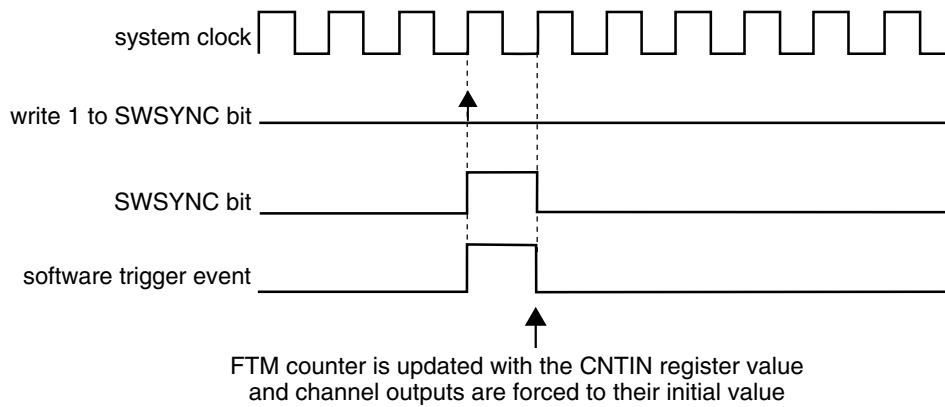 system clock
write 1 to SWSYNC bit
SWSYNC bit
software trigger event
FTM counter is updated with the CNTIN register value
and channel outputs are forced to their initial value